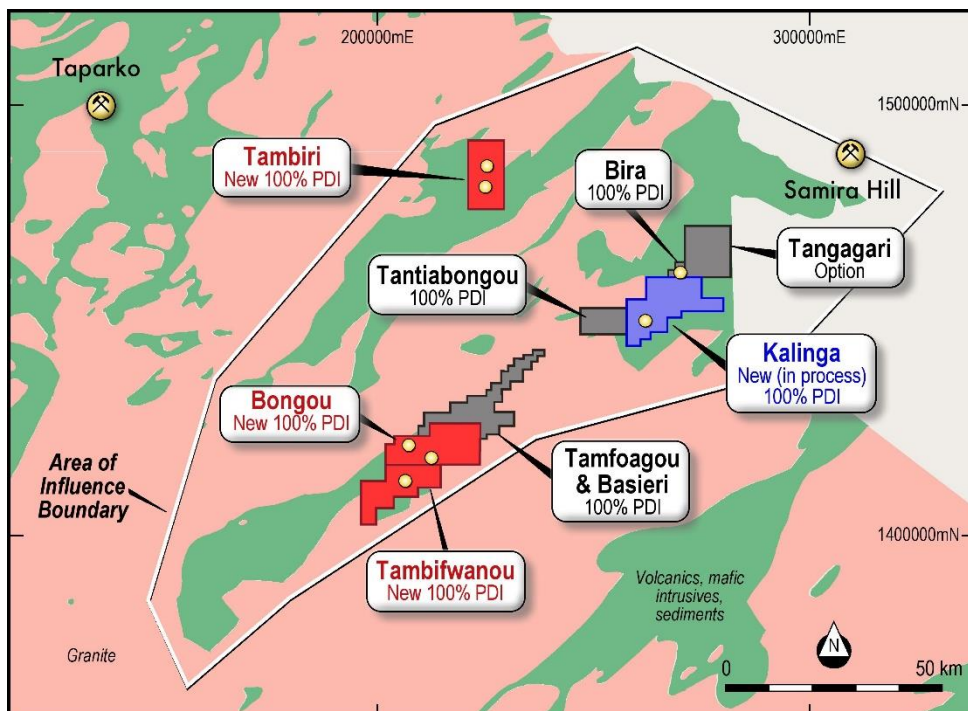 200000mE
300000mE
Taparko
1500000mN
Tambiri
New 100% PDI
Bira
100% PDI
Samira Hill
Tangagari
Option
Tantiabongou
100% PDI
Kalinga
New (in process)
100% PDI
Bongou
New 100% PDI
Area of
Influence
Boundary
Tamfoagou
& Basieri
100% PDI
1400000mN
Tambifwanou
New 100% PDI
Volcanics, mafic
intrusives,
sediments
Granite
N
0
50 km